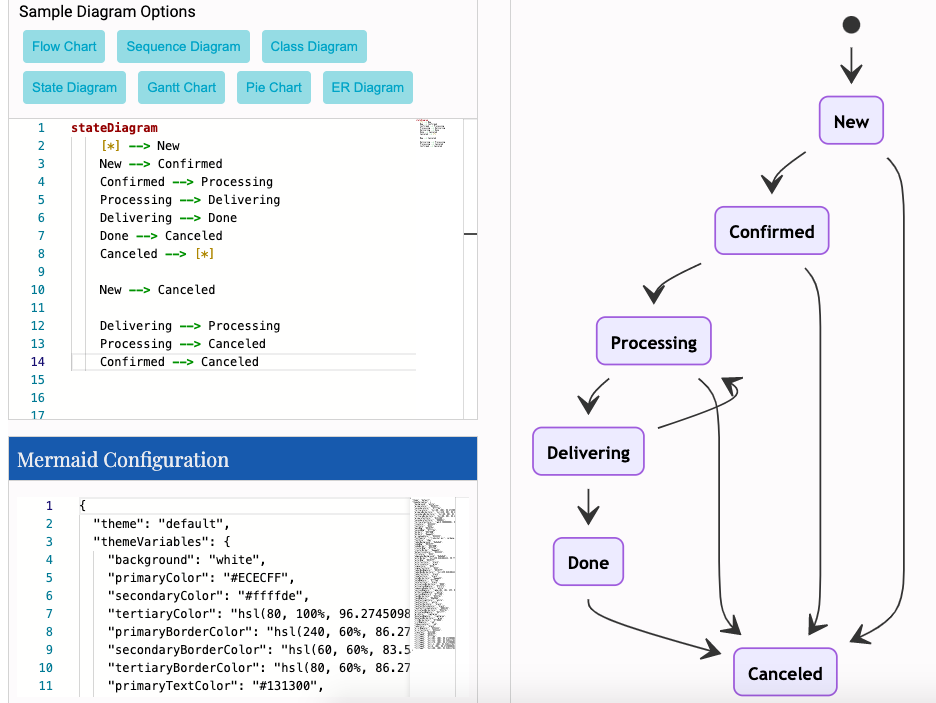 Sample Diagram Options
Flow Chart Sequence Diagram Class Diagram
State Diagram Gantt Chart Pie Chart ER Diagram
1 stateDiagram
2 [*] --> New
3 New --> Confirmed
4 Confirmed --> Processing
5 Processing --> Delivering
6 Delivering --> Done
7 Done --> Canceled
8 Canceled --> [*]
9
10 New --> Canceled
11
12 Delivering --> Processing
13 Processing --> Canceled
14 Confirmed --> Canceled
15
16
17
Mermaid Configuration
1 {
2 "theme": "default",
3 "themeVariables": {
4 "background": "white",
5 "primaryColor": "#ECECFF",
6 "secondaryColor": "#ffffde",
7 "tertiaryColor": "hsl(80, 100%, 96.2745098
8 "primaryBorderColor": "hsl(240, 60%, 86.27
9 "secondaryBorderColor": "hsl(60, 60%, 83.5
10 "tertiaryBorderColor": "hsl(80, 60%, 86.27
11 "primaryTextColor": "#131300",
New
Confirmed
Processing
Delivering
Done
Canceled